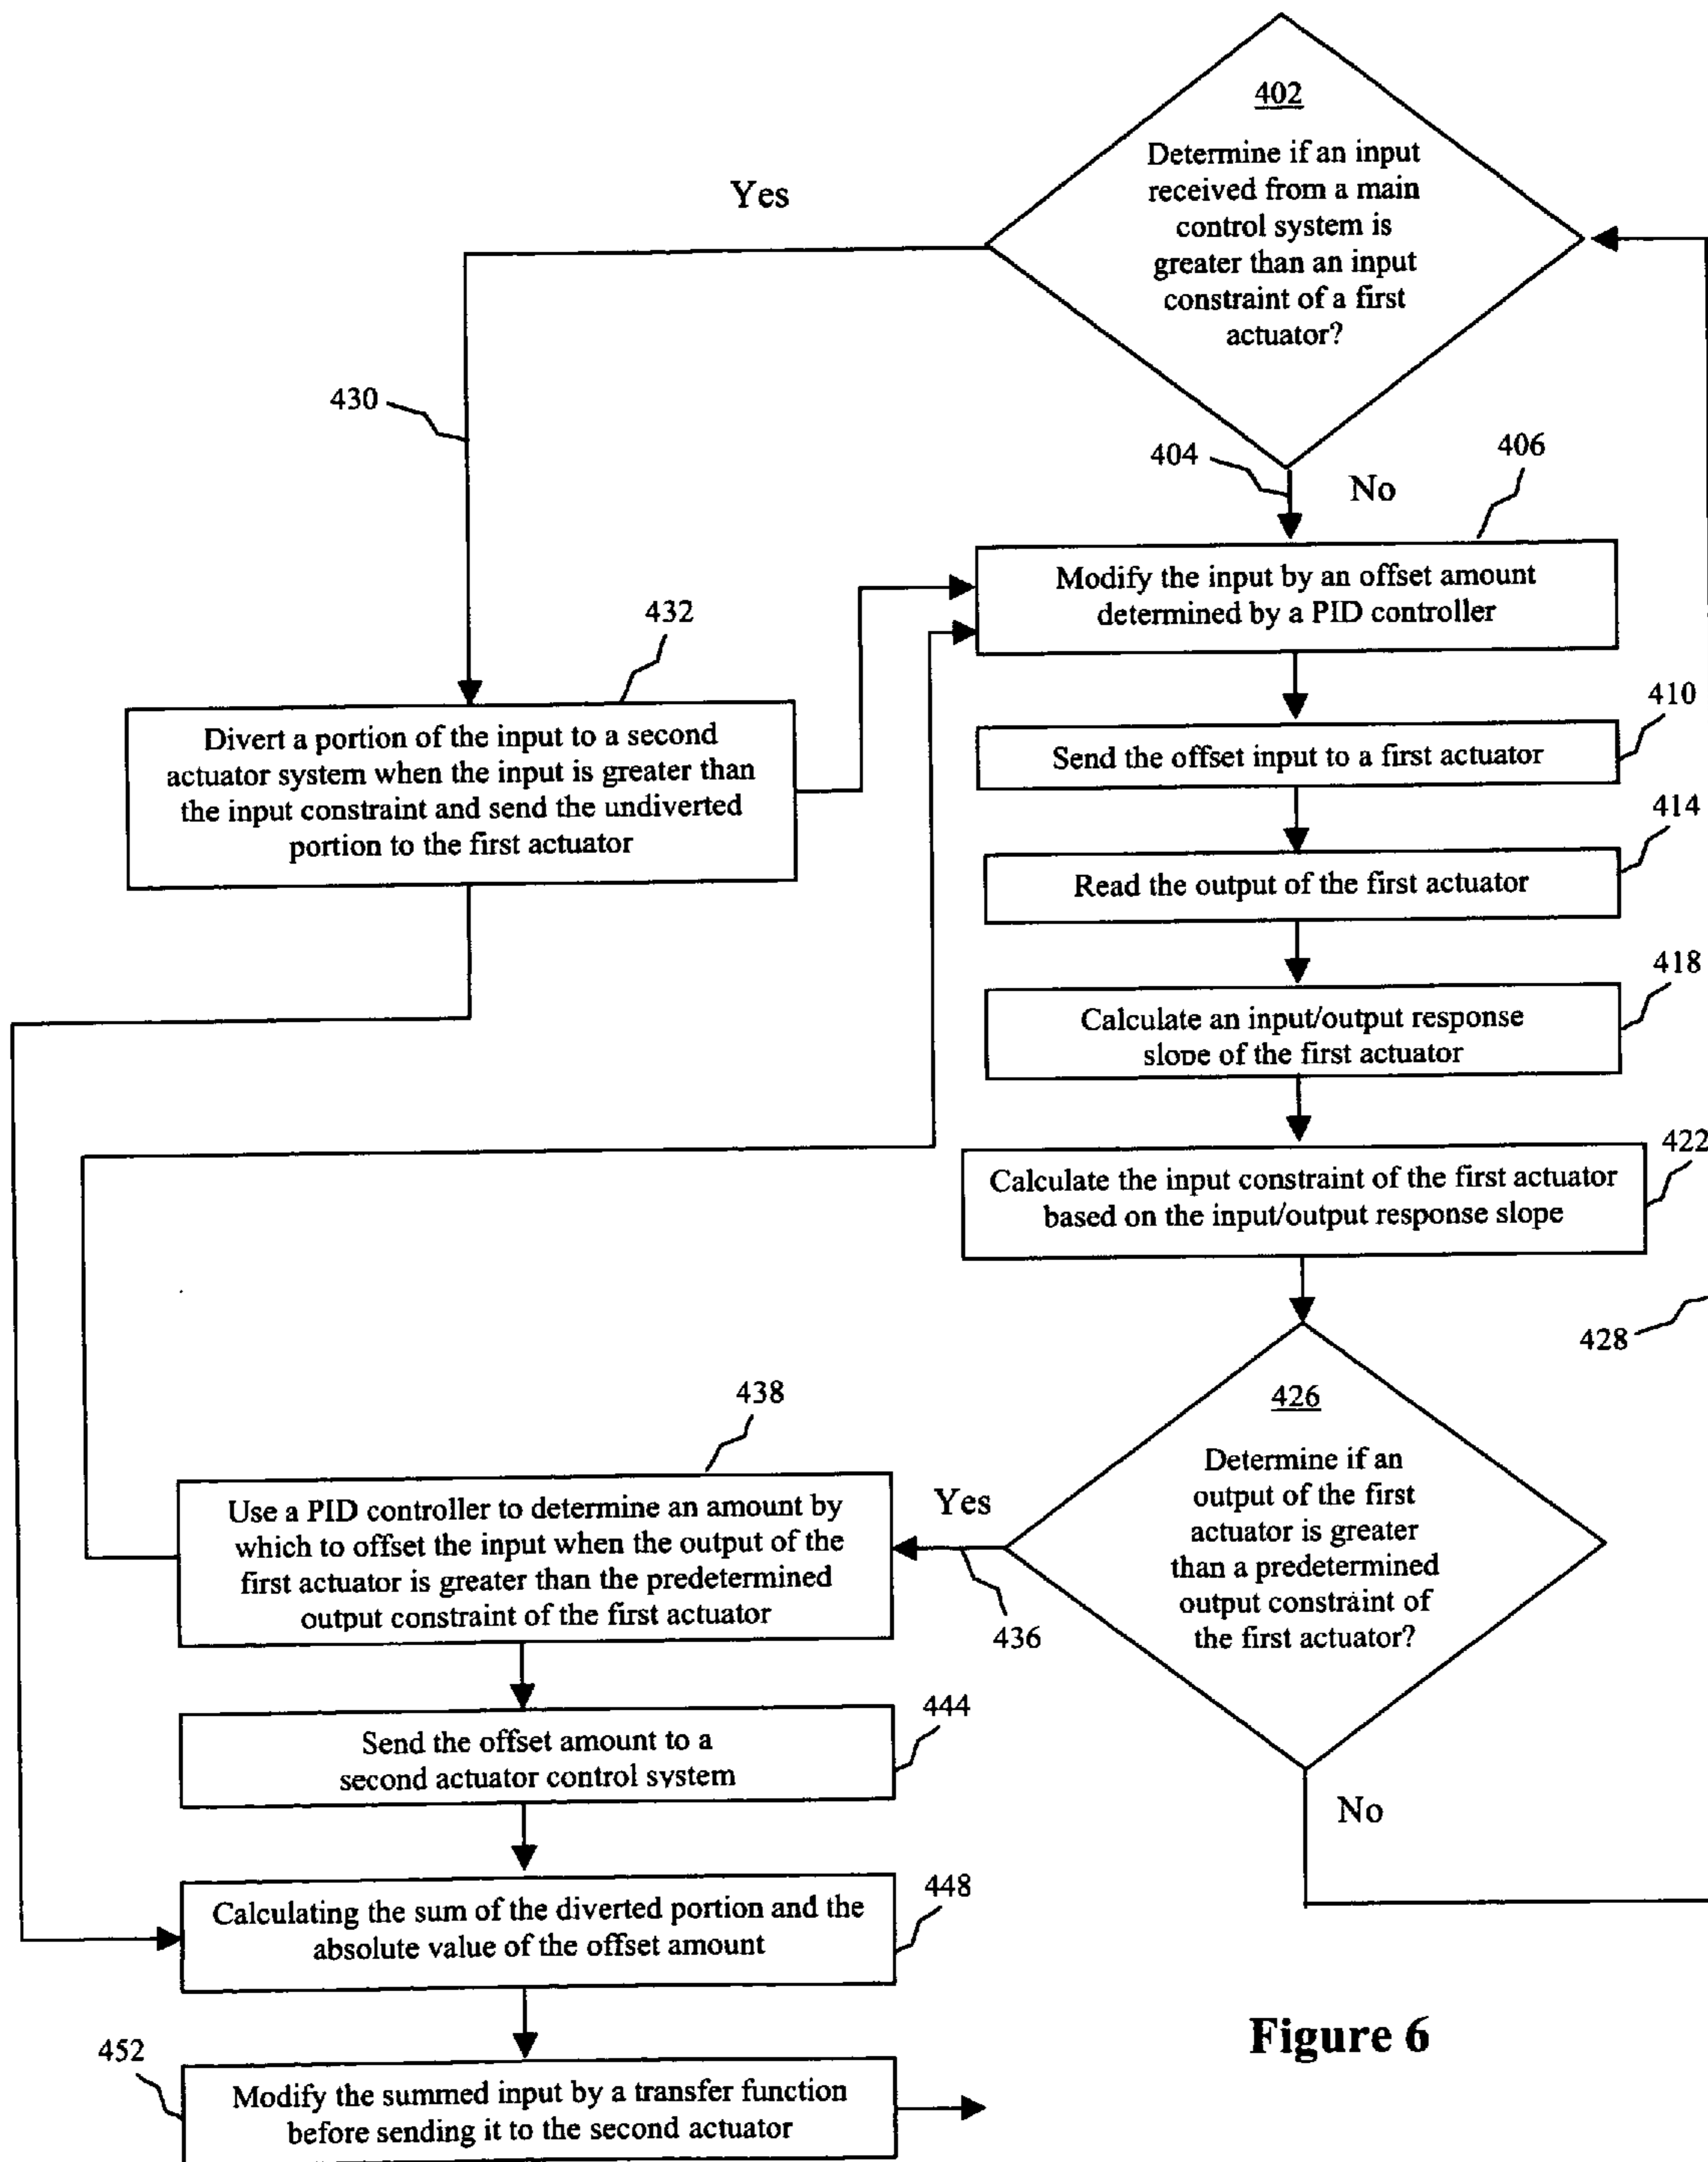 402
Determine if an input
received from a main
control system is
greater than an input
constraint of a first
actuator?
Yes
430
404
No
406
Modify the input by an offset amount
determined by a PID controller
432
Divert a portion of the input to a second
actuator system when the input is greater than
the input constraint and send the undiverted
portion to the first actuator
410
Send the offset input to a first actuator
414
Read the output of the first actuator
418
Calculate an input/output response
slope of the first actuator
422
Calculate the input constraint of the first actuator
based on the input/output response slope
428
426
Determine if an
output of the first
actuator is greater
than a predetermined
output constraint of
the first actuator?
Yes
436
438
Use a PID controller to determine an amount by
which to offset the input when the output of the
first actuator is greater than the predetermined
output constraint of the first actuator
444
Send the offset amount to a
second actuator control system
No
448
Calculating the sum of the diverted portion and the
absolute value of the offset amount
452
Modify the summed input by a transfer function
before sending it to the second actuator
Figure 6